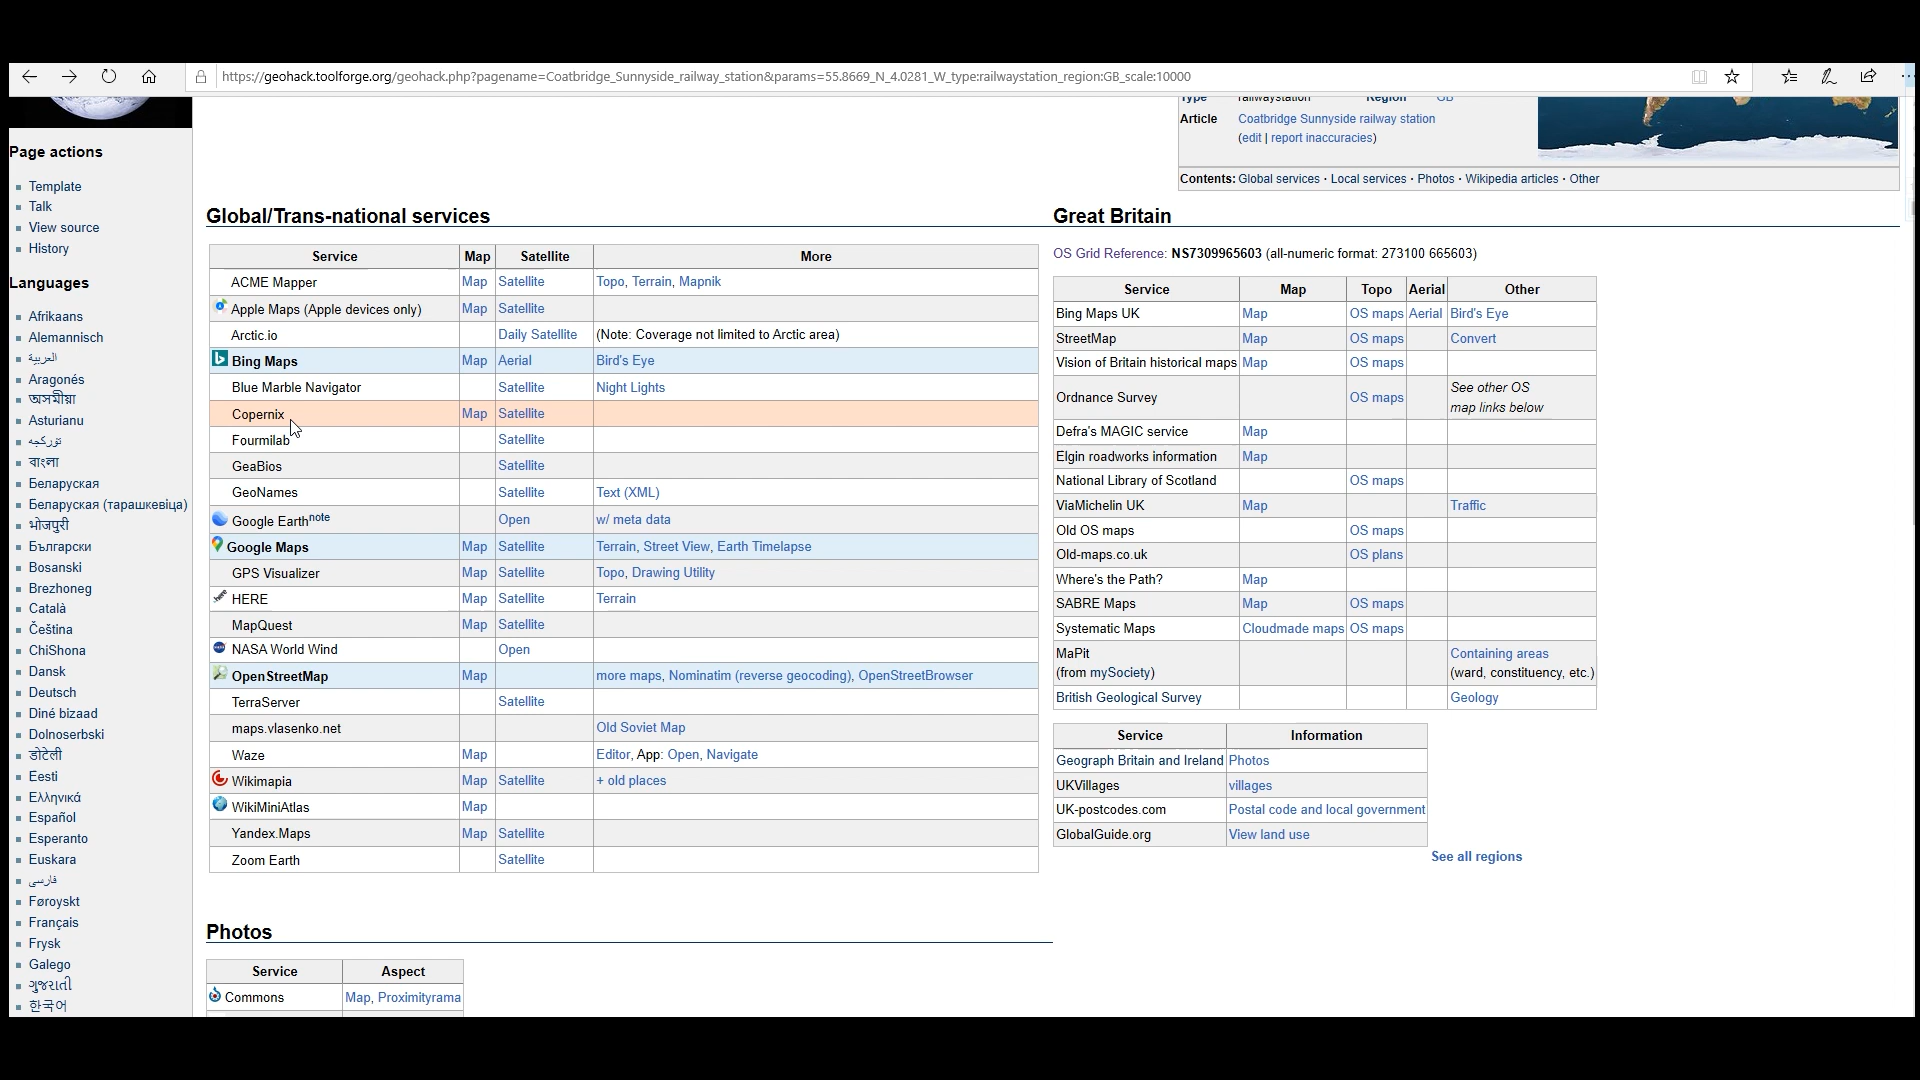 https://geohack.toolforge.org/geohack.php?pagename=Coatbridge_Sunnyside_railway_station&params=55.8669_N_4.0281_W_type:railwaystation_region:GB_scale:10000
Page actions
Template
Talk
View source
History
Languages
Afrikaans
Alemannisch
العربية
Aragonés
অসমীয়া
Asturianu
تورکجه
বাংলা
Беларуская
Беларуская (тарашкевіца)
भोजपुरी
Български
Bosanski
Brezhoneg
Català
Čeština
ChiShona
Dansk
Deutsch
Diné bizaad
Dolnoserbski
डोटेली
Eesti
Ελληνικά
Español
Esperanto
Euskara
فارسی
Føroyskt
Français
Frysk
Galego
ગુજરાતી
한국어
Type railwaystation Region GB
Article Coatbridge Sunnyside railway station
(edit | report inaccuracies)
Contents: Global services · Local services · Photos · Wikipedia articles · Other
Global/Trans-national services
Service Map Satellite More
ACME Mapper Map Satellite Topo, Terrain, Mapnik
Apple Maps (Apple devices only) Map Satellite
Arctic.io Daily Satellite (Note: Coverage not limited to Arctic area)
Bing Maps Map Aerial Bird's Eye
Blue Marble Navigator Satellite Night Lights
Copernix Map Satellite
Fourmilab Satellite
GeaBios Satellite
GeoNames Satellite Text (XML)
Google Earth note Open w/ meta data
Google Maps Map Satellite Terrain, Street View, Earth Timelapse
GPS Visualizer Map Satellite Topo, Drawing Utility
HERE Map Satellite Terrain
MapQuest Map Satellite
NASA World Wind Open
OpenStreetMap Map more maps, Nominatim (reverse geocoding), OpenStreetBrowser
TerraServer Satellite
maps.vlasenko.net Old Soviet Map
Waze Map Editor, App: Open, Navigate
Wikimapia Map Satellite + old places
WikiMiniAtlas Map
Yandex.Maps Map Satellite
Zoom Earth Satellite
Photos
Service Aspect
Commons Map, Proximityrama
Great Britain
OS Grid Reference: NS7309965603 (all-numeric format: 273100 665603)
Service Map Topo Aerial Other
Bing Maps UK Map OS maps Aerial Bird's Eye
StreetMap Map OS maps Convert
Vision of Britain historical maps Map OS maps
Ordnance Survey OS maps See other OS
map links below
Defra's MAGIC service Map
Elgin roadworks information Map
National Library of Scotland OS maps
ViaMichelin UK Map Traffic
Old OS maps OS maps
Old-maps.co.uk OS plans
Where's the Path? Map
SABRE Maps Map OS maps
Systematic Maps Cloudmade maps OS maps
MaPit Containing areas
(from mySociety) (ward, constituency, etc.)
British Geological Survey Geology
Service Information
Geograph Britain and Ireland Photos
UKVillages villages
UK-postcodes.com Postal code and local government
GlobalGuide.org View land use
See all regions